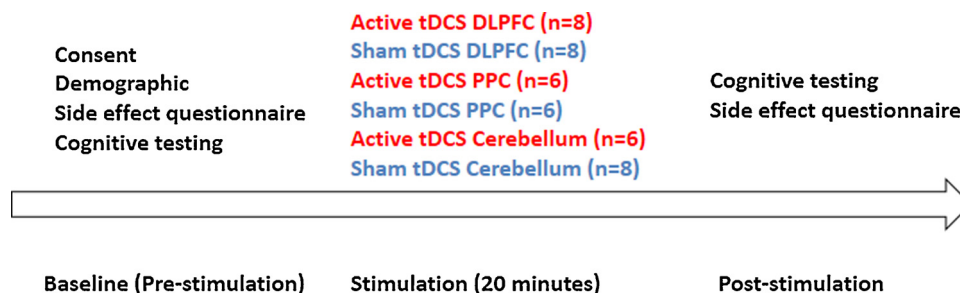 Consent
Demographic
Side effect questionnaire
Cognitive testing
Active tDCS DLPFC (n=8)
Sham tDCS DLPFC (n=8)
Active tDCS PPC (n=6)
Sham tDCS PPC (n=6)
Active tDCS Cerebellum (n=6)
Sham tDCS Cerebellum (n=8)
Cognitive testing
Side effect questionnaire
Baseline (Pre-stimulation)
Stimulation (20 minutes)
Post-stimulation